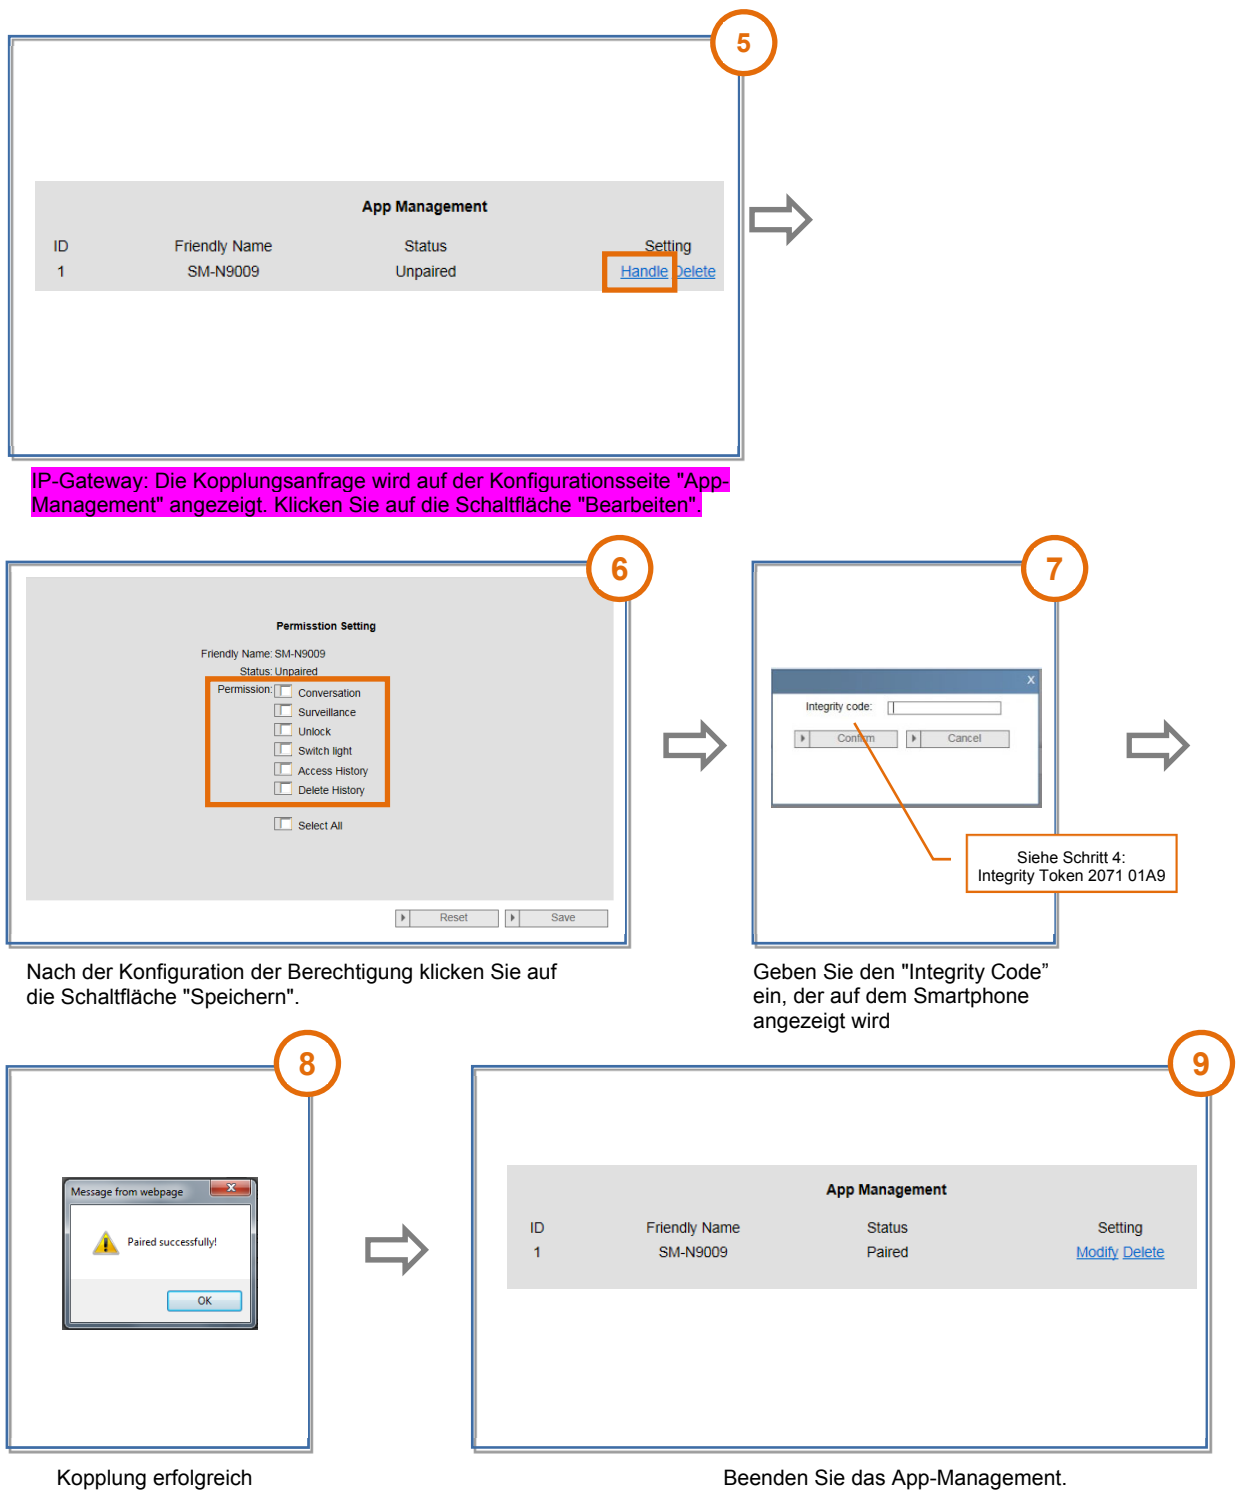 5
App Management
ID Friendly Name Status Setting
1 SM-N9009 Unpaired Handle Delete
IP-Gateway: Die Kopplungsanfrage wird auf der Konfigurationsseite "App-
Management" angezeigt. Klicken Sie auf die Schaltfläche "Bearbeiten".
6
Permisstion Setting
Friendly Name: SM-N9009
Status: Unpaired
Permission: Conversation
Surveillance
Unlock
Switch light
Access History
Delete History
Select All
Reset Save
Nach der Konfiguration der Berechtigung klicken Sie auf
die Schaltfläche "Speichern".
7
X
Integrity code:
Confirm Cancel
Siehe Schritt 4:
Integrity Token 2071 01A9
Geben Sie den "Integrity Code”
ein, der auf dem Smartphone
angezeigt wird
8
Message from webpage
Paired successfully!
OK
Kopplung erfolgreich
9
App Management
ID Friendly Name Status Setting
1 SM-N9009 Paired Modify Delete
Beenden Sie das App-Management.